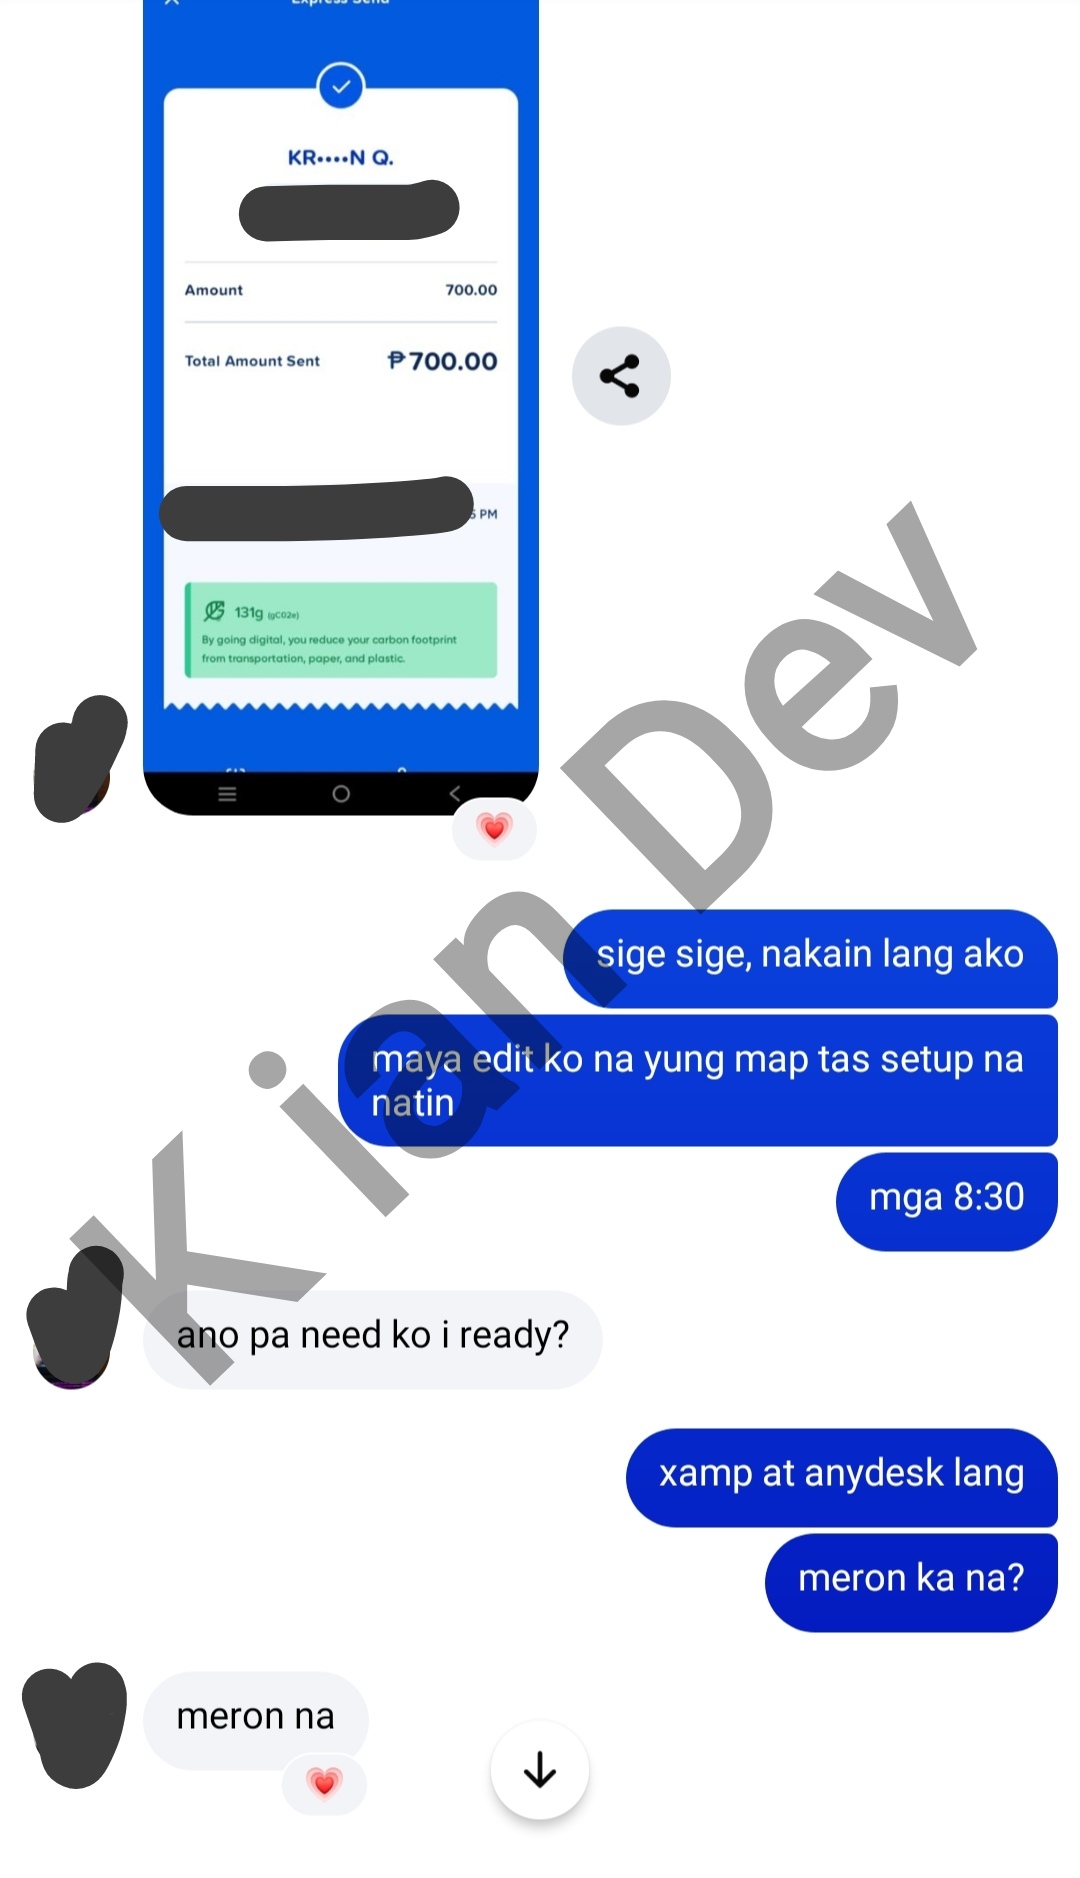 Express Send
KR••••N Q.
Amount 700.00
Total Amount Sent ₱700.00
PM
131g (gCO2e)
By going digital, you reduce your carbon footprint
from transportation, paper, and plastic.
sige sige, nakain lang ako
maya edit ko na yung map tas setup na
natin
mga 8:30
ano pa need ko i ready?
xamp at anydesk lang
meron ka na?
meron na
Kian Dev